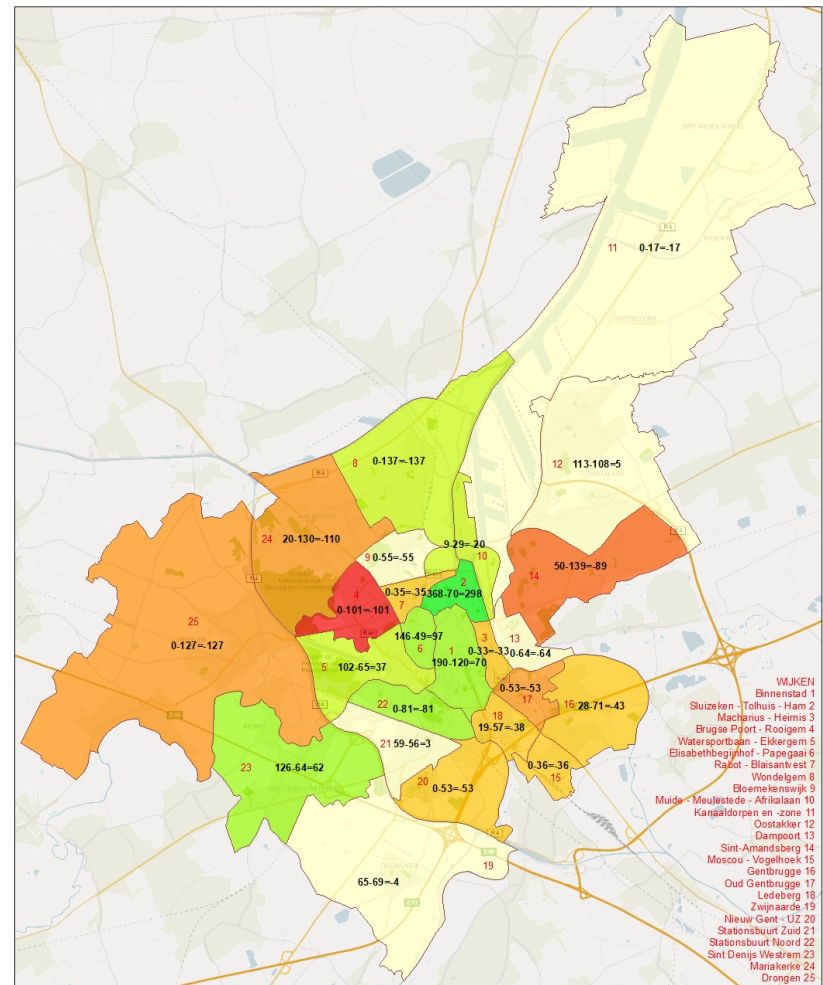 11 0-17=-17
12 113-108=5
8 0-137=-137
24 20-130=-110
9 0-55=-55
9-29=-20
10
14 50-139=-89
2
368-70=298
0-35=-35
7
4
0-101=-101
25
0-127=-127
146-49=97
6
1
190-120=70
3
0-33=-33
13
0-64=-64
5 102-65=37
0-53=-53
17
16 28-71=-43
22
0-81=-81
18
19-57=-38
21 59-56=3
23 126-64=62
20 0-53=-53
0-36=-36
15
19
65-69=-4
WIJKEN
Binnenstad 1
Sluizeken - Tolhuis - Ham 2
Macharius - Heirnis 3
Brugse Poort - Rooigem 4
Watersportbaan - Ekkergem 5
Elisabethbegijnhof - Papegaai 6
Rabot - Blaisantvest 7
Wondelgem 8
Bloemekenswijk 9
Muide - Meulestede - Afrikalaan 10
Kanaaldorpen en -zone 11
Oostakker 12
Dampoort 13
Sint-Amandsberg 14
Moscou - Vogelhoek 15
Gentbrugge 16
Oud Gentbrugge 17
Ledeberg 18
Zwijnaarde 19
Nieuw Gent - UZ 20
Stationsbuurt Zuid 21
Stationsbuurt Noord 22
Sint Denijs Westrem 23
Mariakerke 24
Drongen 25